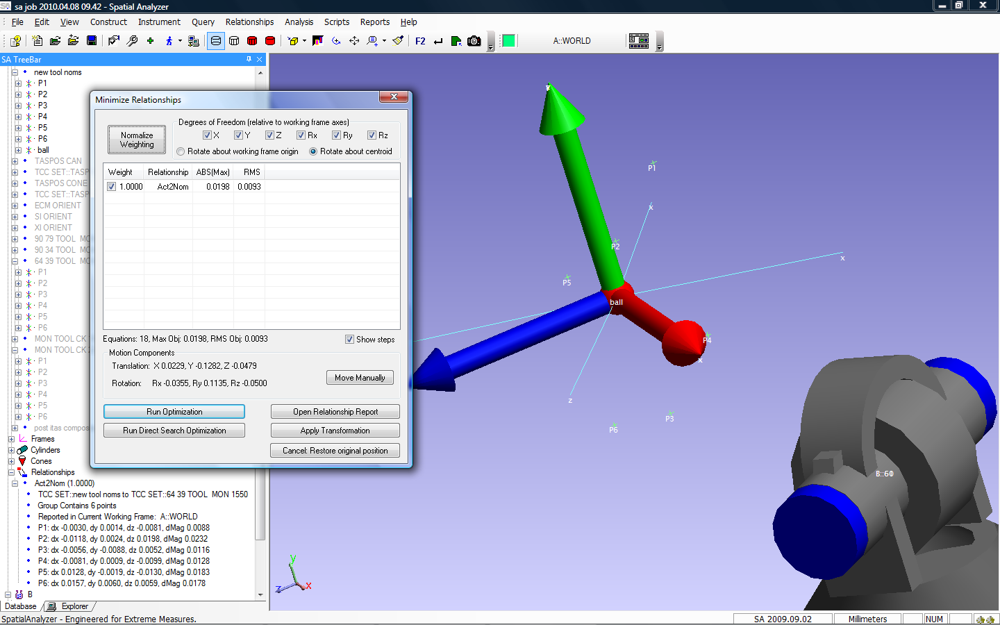 sa job 2010.04.08 09.42 - Spatial Analyzer
File Edit View Construct Instrument Query Relationships Analysis Scripts Reports Help
F2 A::WORLD
SA TreeBar
new tool noms
P1
P2
P3
P4
P5
P6
ball
TASPOS CAN
TCC SET::TASP
TASPOS CONE
TCC SET::TASP
ECM ORIENT
SI ORIENT
XI ORIENT
90 79 TOOL MO
90 34 TOOL MO
64 39 TOOL MO
P1
P2
P3
P4
P5
P6
MON TOOL CK
MON TOOL CK
P1
P2
P3
P4
P5
P6
post itas compos
Frames
Cylinders
Cones
Relationships
Act2Nom (1.0000)
TCC SET::new tool noms to TCC SET::64 39 TOOL MON 1550
Group Contains 6 points
Reported in Current Working Frame: A::WORLD
P1: dx -0.0030, dy 0.0014, dz -0.0081, dMag 0.0088
P2: dx -0.0118, dy 0.0024, dz 0.0198, dMag 0.0232
P3: dx -0.0056, dy -0.0088, dz 0.0052, dMag 0.0116
P4: dx -0.0081, dy 0.0009, dz -0.0099, dMag 0.0128
P5: dx 0.0128, dy -0.0019, dz -0.0130, dMag 0.0183
P6: dx 0.0157, dy 0.0060, dz 0.0059, dMag 0.0178
B
Database Explorer
Minimize Relationships
Normalize Weighting
Degrees of Freedom (relative to working frame axes)
X Y Z Rx Ry Rz
Rotate about working frame origin Rotate about centroid
Weight Relationship ABS(Max) RMS
1.0000 Act2Nom 0.0198 0.0093
Equations: 18, Max Obj: 0.0198, RMS Obj: 0.0093
Show steps
Motion Components
Translation: X 0.0229, Y -0.1282, Z -0.0479
Rotation: Rx -0.0355, Ry 0.1135, Rz -0.0500
Move Manually
Run Optimization
Open Relationship Report
Run Direct Search Optimization
Apply Transformation
Cancel: Restore original position
P1
x
P2
x
P5
ball
P4
x
z
P3
P6
B::60
y
z
x
SpatialAnalyzer - Engineered for Extreme Measures.
SA 2009.09.02 Millimeters NUM